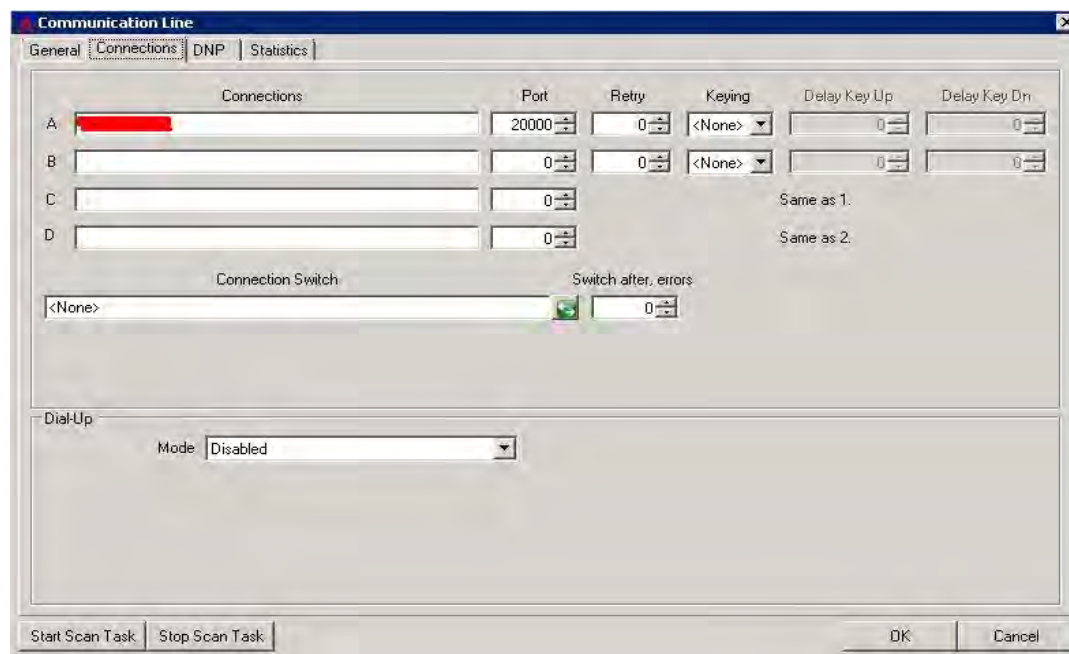 Communication Line
General Connections DNP Statistics
Connections Port Retry Keying Delay Key Up Delay Key Dn
A 20000 0 <None> 0 0
B 0 0 <None> 0 0
C 0 Same as 1.
D 0 Same as 2.
Connection Switch Switch after, errors
<None> 0
Dial-Up
Mode Disabled
Start Scan Task Stop Scan Task OK Cancel